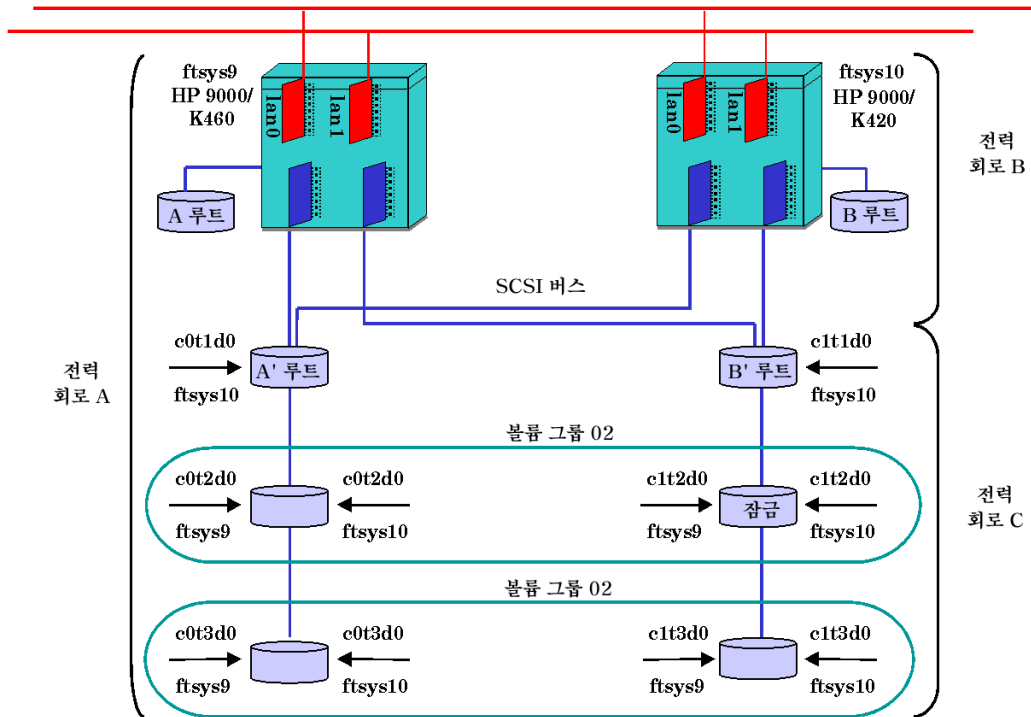 ftsys9
HP 9000/
K460
lan0
lan1
ftsys10
HP 9000/
K420
lan0
lan1
전력
회로 B
A 루트
B 루트
SCSI 버스
c0t1d0
ftsys10
A' 루트
B' 루트
c1t1d0
ftsys10
전력
회로 A
볼륨 그룹 02
c0t2d0
ftsys9
c0t2d0
ftsys10
c1t2d0
ftsys9
잠금
c1t2d0
ftsys10
전력
회로 C
볼륨 그룹 02
c0t3d0
ftsys9
c0t3d0
ftsys10
c1t3d0
ftsys9
c1t3d0
ftsys10